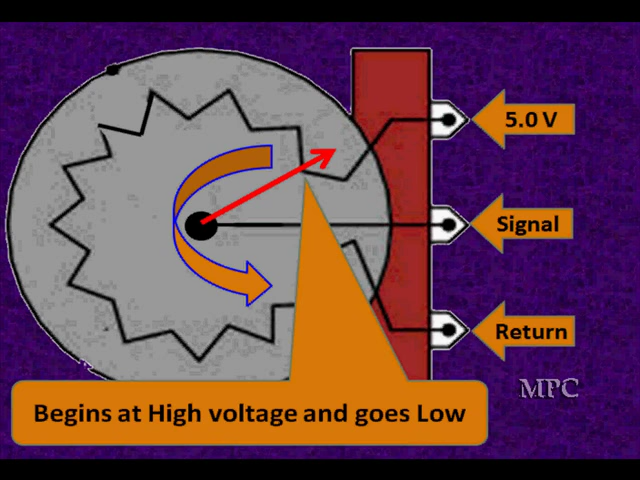 5.0 V
Signal
Return
MPC
Begins at High voltage and goes Low